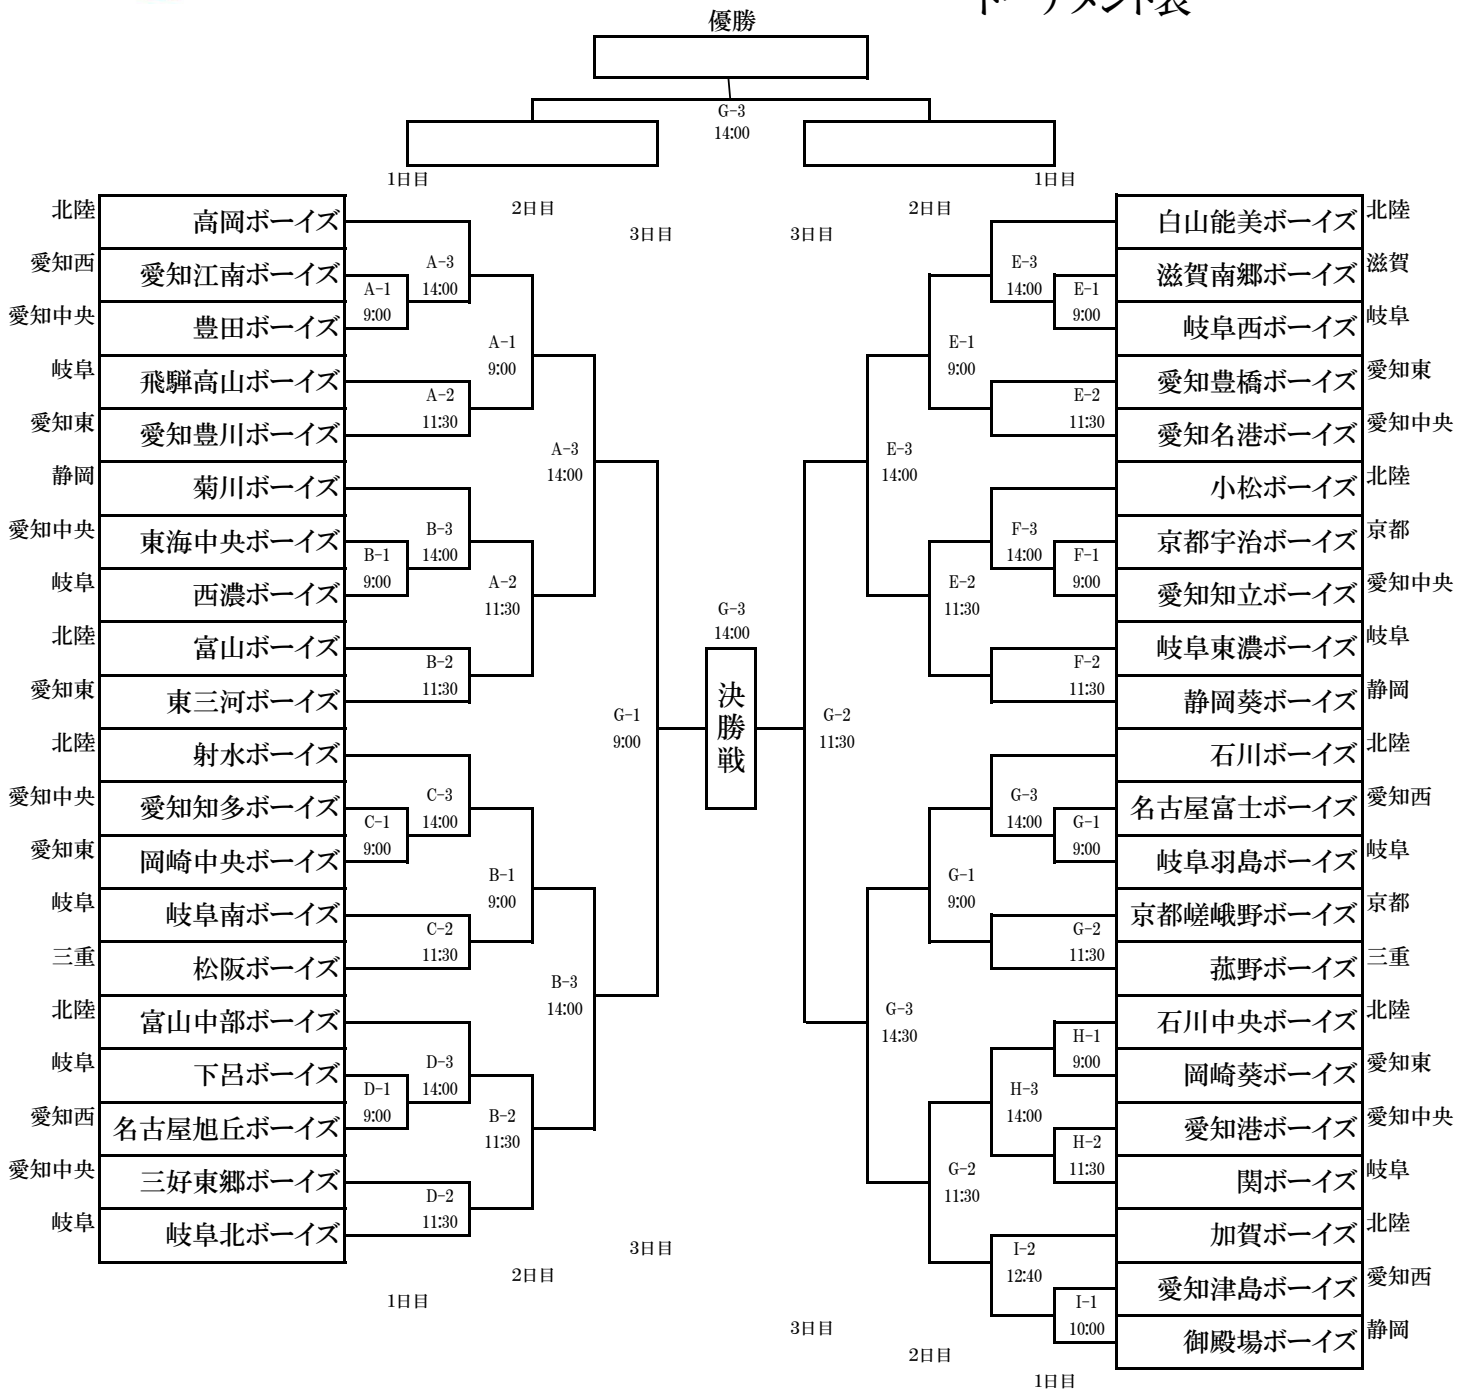 トーナメント表
優勝
G-3
14:00
1日目
1日目
2日目
2日目
3日目
3日目
北陸
高岡ボーイズ
愛知西
愛知江南ボーイズ
愛知中央
豊田ボーイズ
岐阜
飛騨高山ボーイズ
愛知東
愛知豊川ボーイズ
静岡
菊川ボーイズ
愛知中央
東海中央ボーイズ
岐阜
西濃ボーイズ
北陸
富山ボーイズ
愛知東
東三河ボーイズ
北陸
射水ボーイズ
愛知中央
愛知知多ボーイズ
愛知東
岡崎中央ボーイズ
岐阜
岐阜南ボーイズ
三重
松阪ボーイズ
北陸
富山中部ボーイズ
岐阜
下呂ボーイズ
愛知西
名古屋旭丘ボーイズ
愛知中央
三好東郷ボーイズ
岐阜
岐阜北ボーイズ
A-1
9:00
A-3
14:00
A-2
11:30
B-1
9:00
B-3
14:00
B-2
11:30
C-1
9:00
C-3
14:00
C-2
11:30
D-1
9:00
D-3
14:00
D-2
11:30
A-1
9:00
A-2
11:30
B-1
9:00
B-2
11:30
A-3
14:00
B-3
14:00
G-1
9:00
G-3
14:00
決勝戦
G-2
11:30
E-3
14:00
G-3
14:30
E-1
9:00
E-2
11:30
G-1
9:00
G-2
11:30
E-3
14:00
E-1
9:00
E-2
11:30
F-3
14:00
F-1
9:00
F-2
11:30
G-3
14:00
G-1
9:00
G-2
11:30
H-1
9:00
H-3
14:00
H-2
11:30
I-2
12:40
I-1
10:00
白山能美ボーイズ
北陸
滋賀南郷ボーイズ
滋賀
岐阜西ボーイズ
岐阜
愛知豊橋ボーイズ
愛知東
愛知名港ボーイズ
愛知中央
小松ボーイズ
北陸
京都宇治ボーイズ
京都
愛知知立ボーイズ
愛知中央
岐阜東濃ボーイズ
岐阜
静岡葵ボーイズ
静岡
石川ボーイズ
北陸
名古屋富士ボーイズ
愛知西
岐阜羽島ボーイズ
岐阜
京都嵯峨野ボーイズ
京都
菰野ボーイズ
三重
石川中央ボーイズ
北陸
岡崎葵ボーイズ
愛知東
愛知港ボーイズ
愛知中央
関ボーイズ
岐阜
加賀ボーイズ
北陸
愛知津島ボーイズ
愛知西
御殿場ボーイズ
静岡
3日目
2日目
1日目
3日目
2日目
1日目